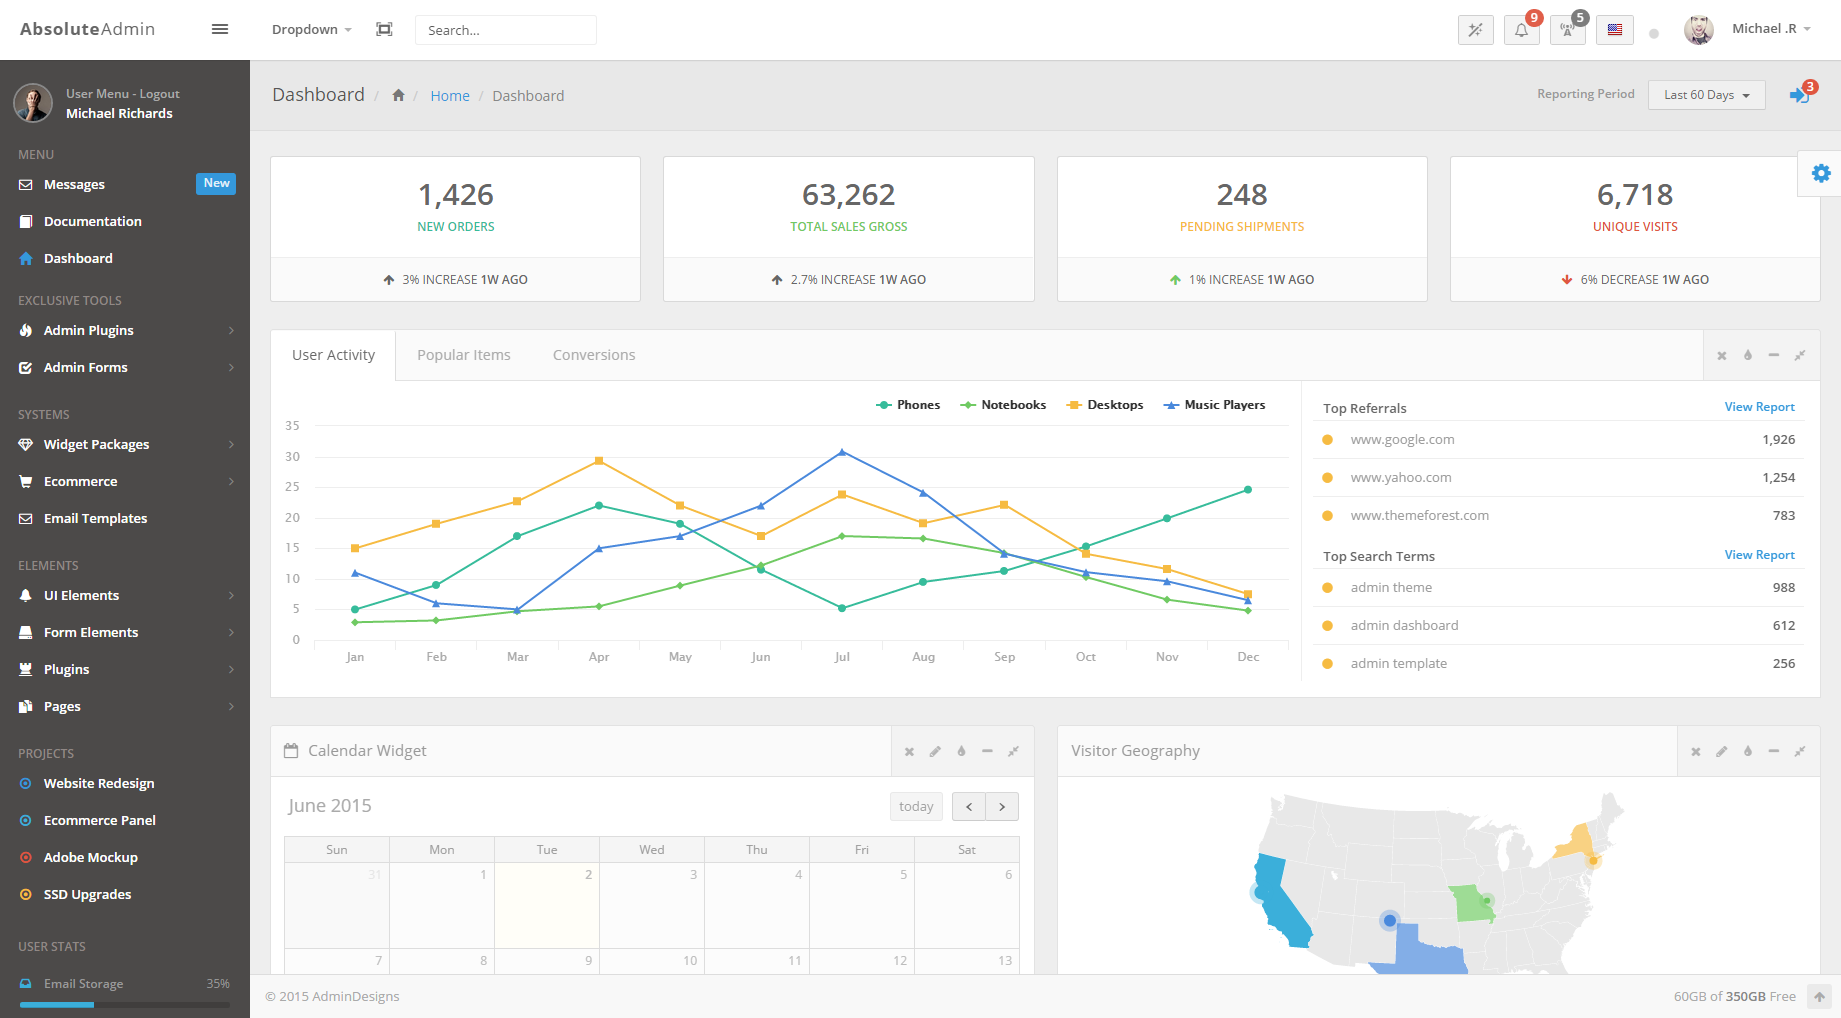 AbsoluteAdmin
Dropdown
Search...
9
5
Michael .R
User Menu - Logout
Michael Richards
MENU
Messages New
Documentation
Dashboard
EXCLUSIVE TOOLS
Admin Plugins
Admin Forms
SYSTEMS
Widget Packages
Ecommerce
Email Templates
ELEMENTS
UI Elements
Form Elements
Plugins
Pages
PROJECTS
Website Redesign
Ecommerce Panel
Adobe Mockup
SSD Upgrades
USER STATS
Email Storage 35%
Dashboard / / Home / Dashboard
Reporting Period Last 60 Days 3
1,426
NEW ORDERS
3% INCREASE 1W AGO
63,262
TOTAL SALES GROSS
2.7% INCREASE 1W AGO
248
PENDING SHIPMENTS
1% INCREASE 1W AGO
6,718
UNIQUE VISITS
6% DECREASE 1W AGO
User Activity Popular Items Conversions
Phones Notebooks Desktops Music Players
35
30
25
20
15
10
5
0
Jan Feb Mar Apr May Jun Jul Aug Sep Oct Nov Dec
Top Referrals View Report
www.google.com 1,926
www.yahoo.com 1,254
www.themeforest.com 783
Top Search Terms View Report
admin theme 988
admin dashboard 612
admin template 256
Calendar Widget
June 2015 today
Sun Mon Tue Wed Thu Fri Sat
31 1 2 3 4 5 6
7 8 9 10 11 12 13
Visitor Geography
© 2015 AdminDesigns
60GB of 350GB Free